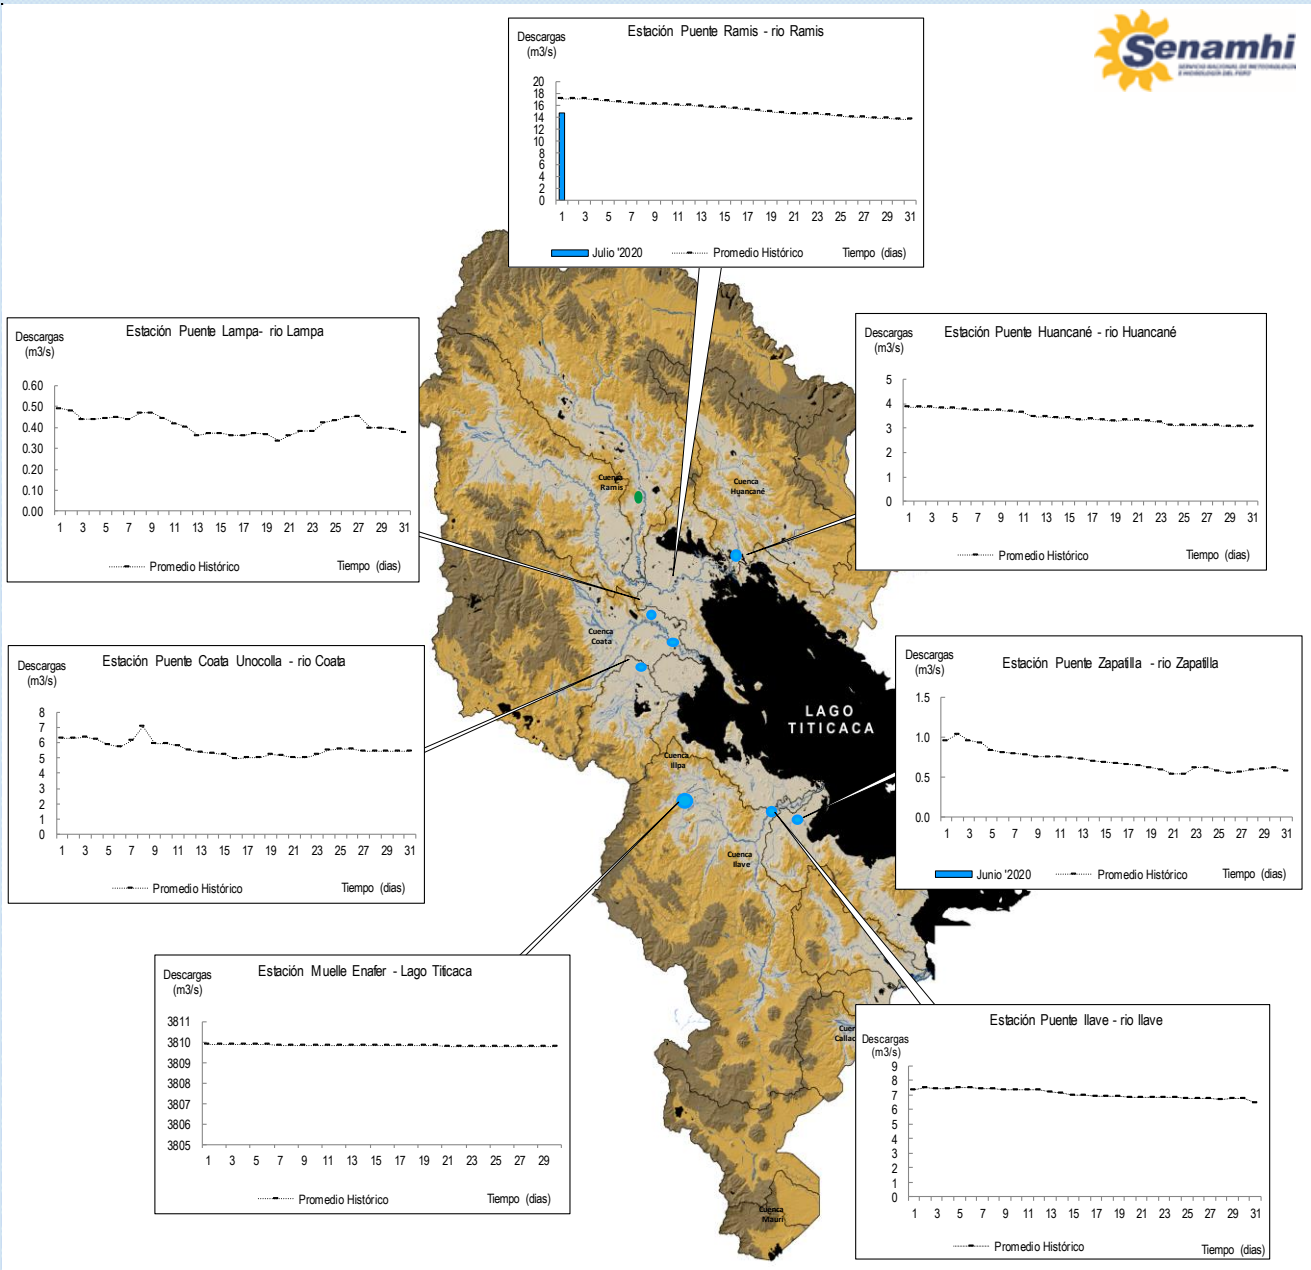 Senamhi
SERVICIO NACIONAL DE METEOROLOGÍA
E HIDROLOGÍA DEL PERÚ
Descargas
(m3/s)
Estación Puente Ramis - rio Ramis
20
18
16
14
12
10
8
6
4
2
0
1 3 5 7 9 11 13 15 17 19 21 23 25 27 29 31
Julio '2020 Promedio Histórico Tiempo (dias)
Descargas
(m3/s)
Estación Puente Lampa- rio Lampa
0.60
0.50
0.40
0.30
0.20
0.10
0.00
1 3 5 7 9 11 13 15 17 19 21 23 25 27 29 31
Promedio Histórico Tiempo (dias)
Descargas
(m3/s)
Estación Puente Huancané - rio Huancané
5
4
3
2
1
0
1 3 5 7 9 11 13 15 17 19 21 23 25 27 29 31
Promedio Histórico Tiempo (dias)
Cuenca
Ramis
Cuenca
Huancané
Cuenca
Coata
Descargas
(m3/s)
Estación Puente Coata Unocolla - rio Coata
8
7
6
5
4
3
2
1
0
1 3 5 7 9 11 13 15 17 19 21 23 25 27 29 31
Promedio Histórico Tiempo (dias)
Descargas
(m3/s)
Estación Puente Zapatilla - rio Zapatilla
1.5
1.0
0.5
0.0
1 3 5 7 9 11 13 15 17 19 21 23 25 27 29 31
Junio '2020 Promedio Histórico Tiempo (dias)
LAGO
TITICACA
Cuenca
Illpa
Cuenca
Ilave
Descargas
(m3/s)
Estación Muelle Enafer - Lago Titicaca
3811
3810
3809
3808
3807
3806
3805
1 3 5 7 9 11 13 15 17 19 21 23 25 27 29
Promedio Histórico Tiempo (dias)
Descargas
(m3/s)
Estación Puente Ilave - rio Ilave
9
8
7
6
5
4
3
2
1
0
1 3 5 7 9 11 13 15 17 19 21 23 25 27 29 31
Promedio Histórico Tiempo (dias)
Cuenca
Mauri